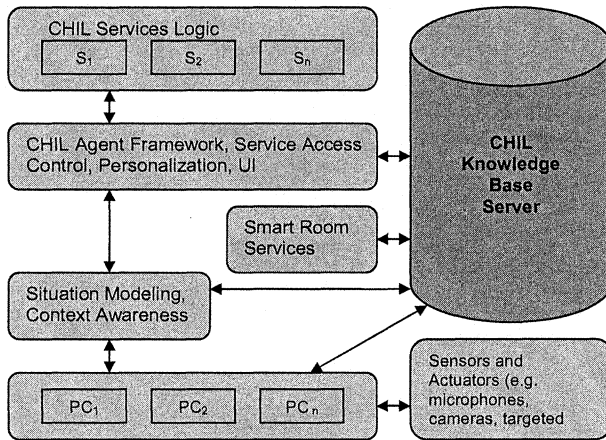 CHIL Services Logic
S1
S2
Sn
CHIL Agent Framework, Service Access
Control, Personalization, UI
CHIL
Knowledge
Base
Server
Smart Room
Services
Situation Modeling,
Context Awareness
PC1
PC2
PCn
Sensors and
Actuators (e.g.
microphones,
cameras, targeted